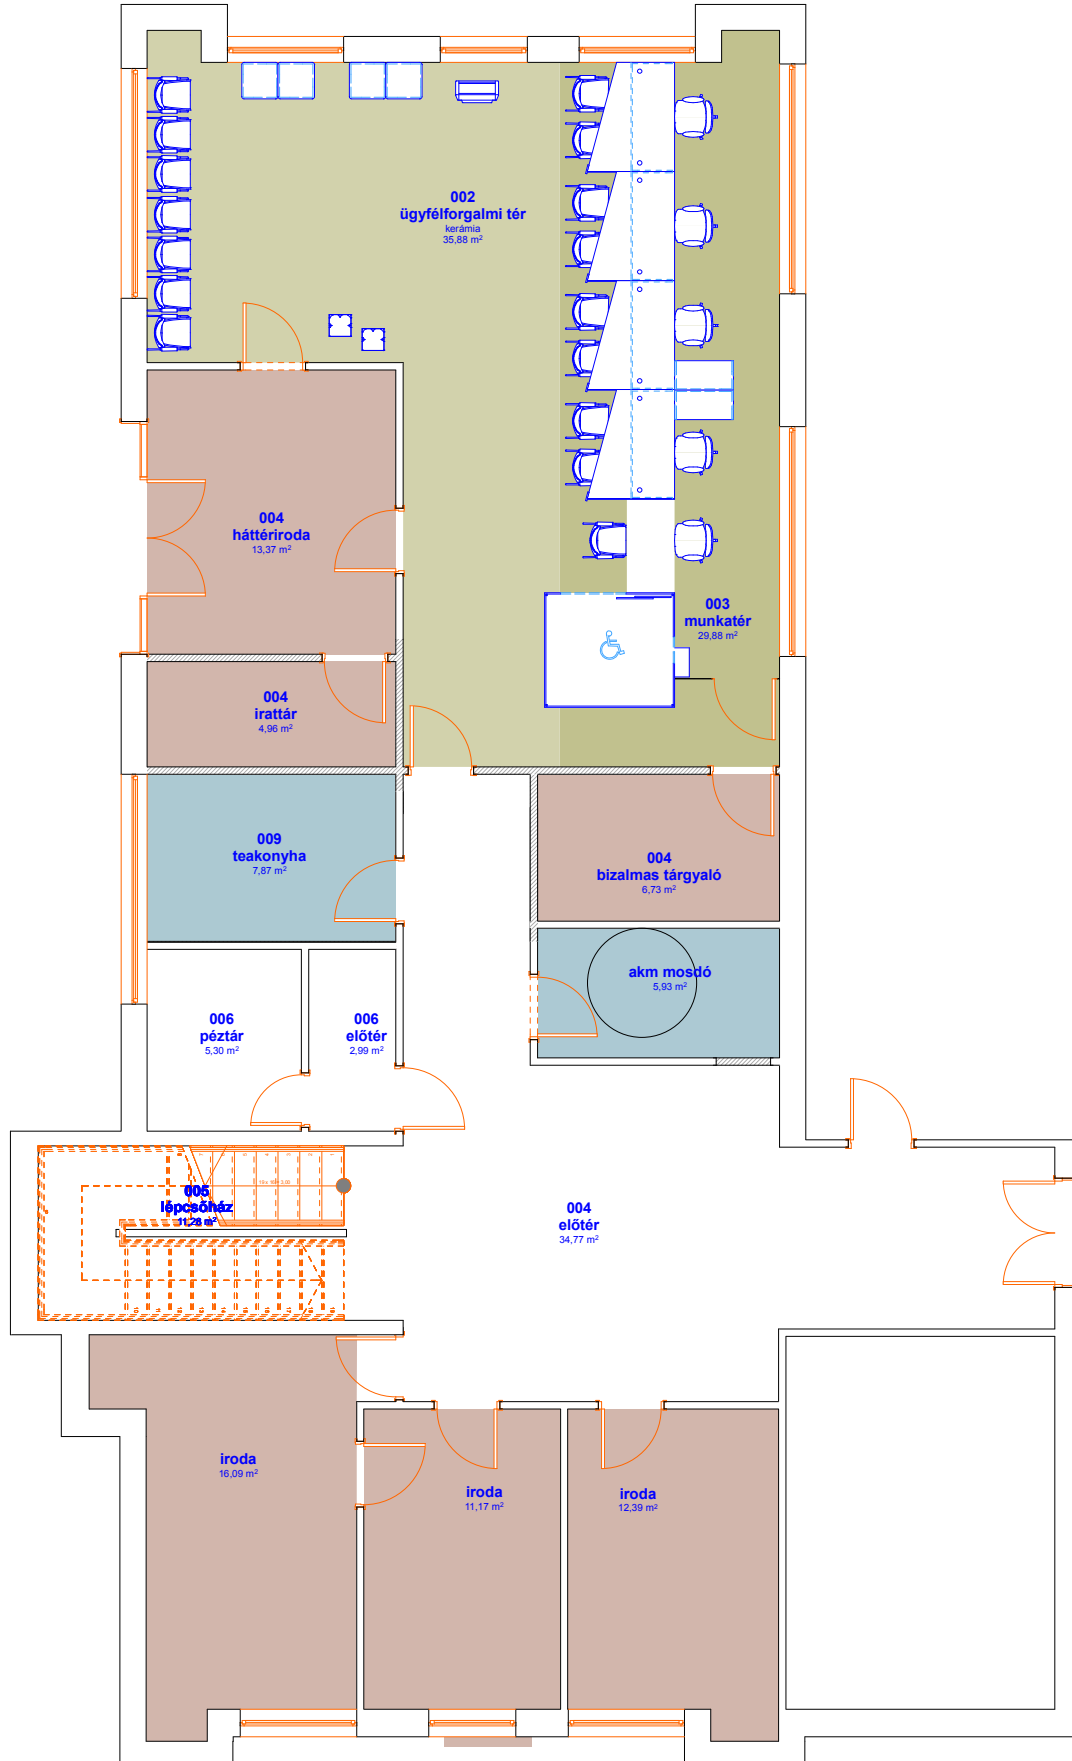 002
ügyfélforgalmi tér
kerámia
35,88 m²
004
háttériroda
13,37 m²
003
munkatér
29,88 m²
004
irattár
4,96 m²
009
teakonyha
7,87 m²
004
bizalmas tárgyaló
6,73 m²
akm mosdó
5,93 m²
006
péztár
5,30 m²
006
előtér
2,99 m²
005
lépcsőház
11,28 m²
004
előtér
34,77 m²
iroda
16,09 m²
iroda
11,17 m²
iroda
12,39 m²